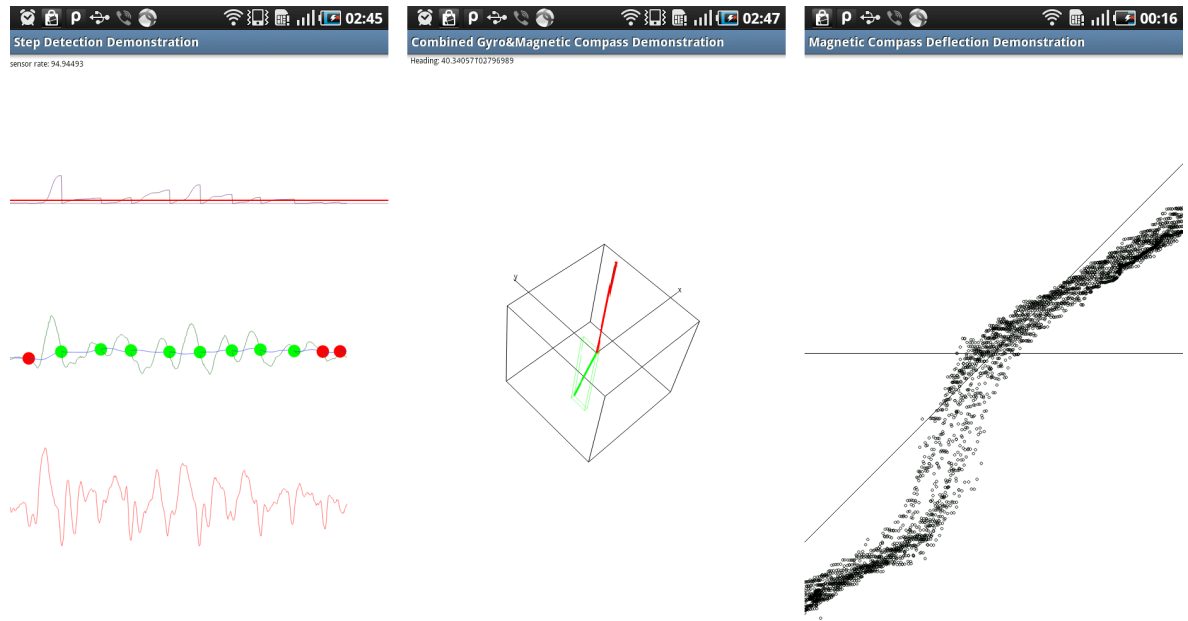 02:45
Step Detection Demonstration
sensor rate: 94.94493
02:47
Combined Gyro&Magnetic Compass Demonstration
Heading: 40.34057102796989
y
x
00:16
Magnetic Compass Deflection Demonstration